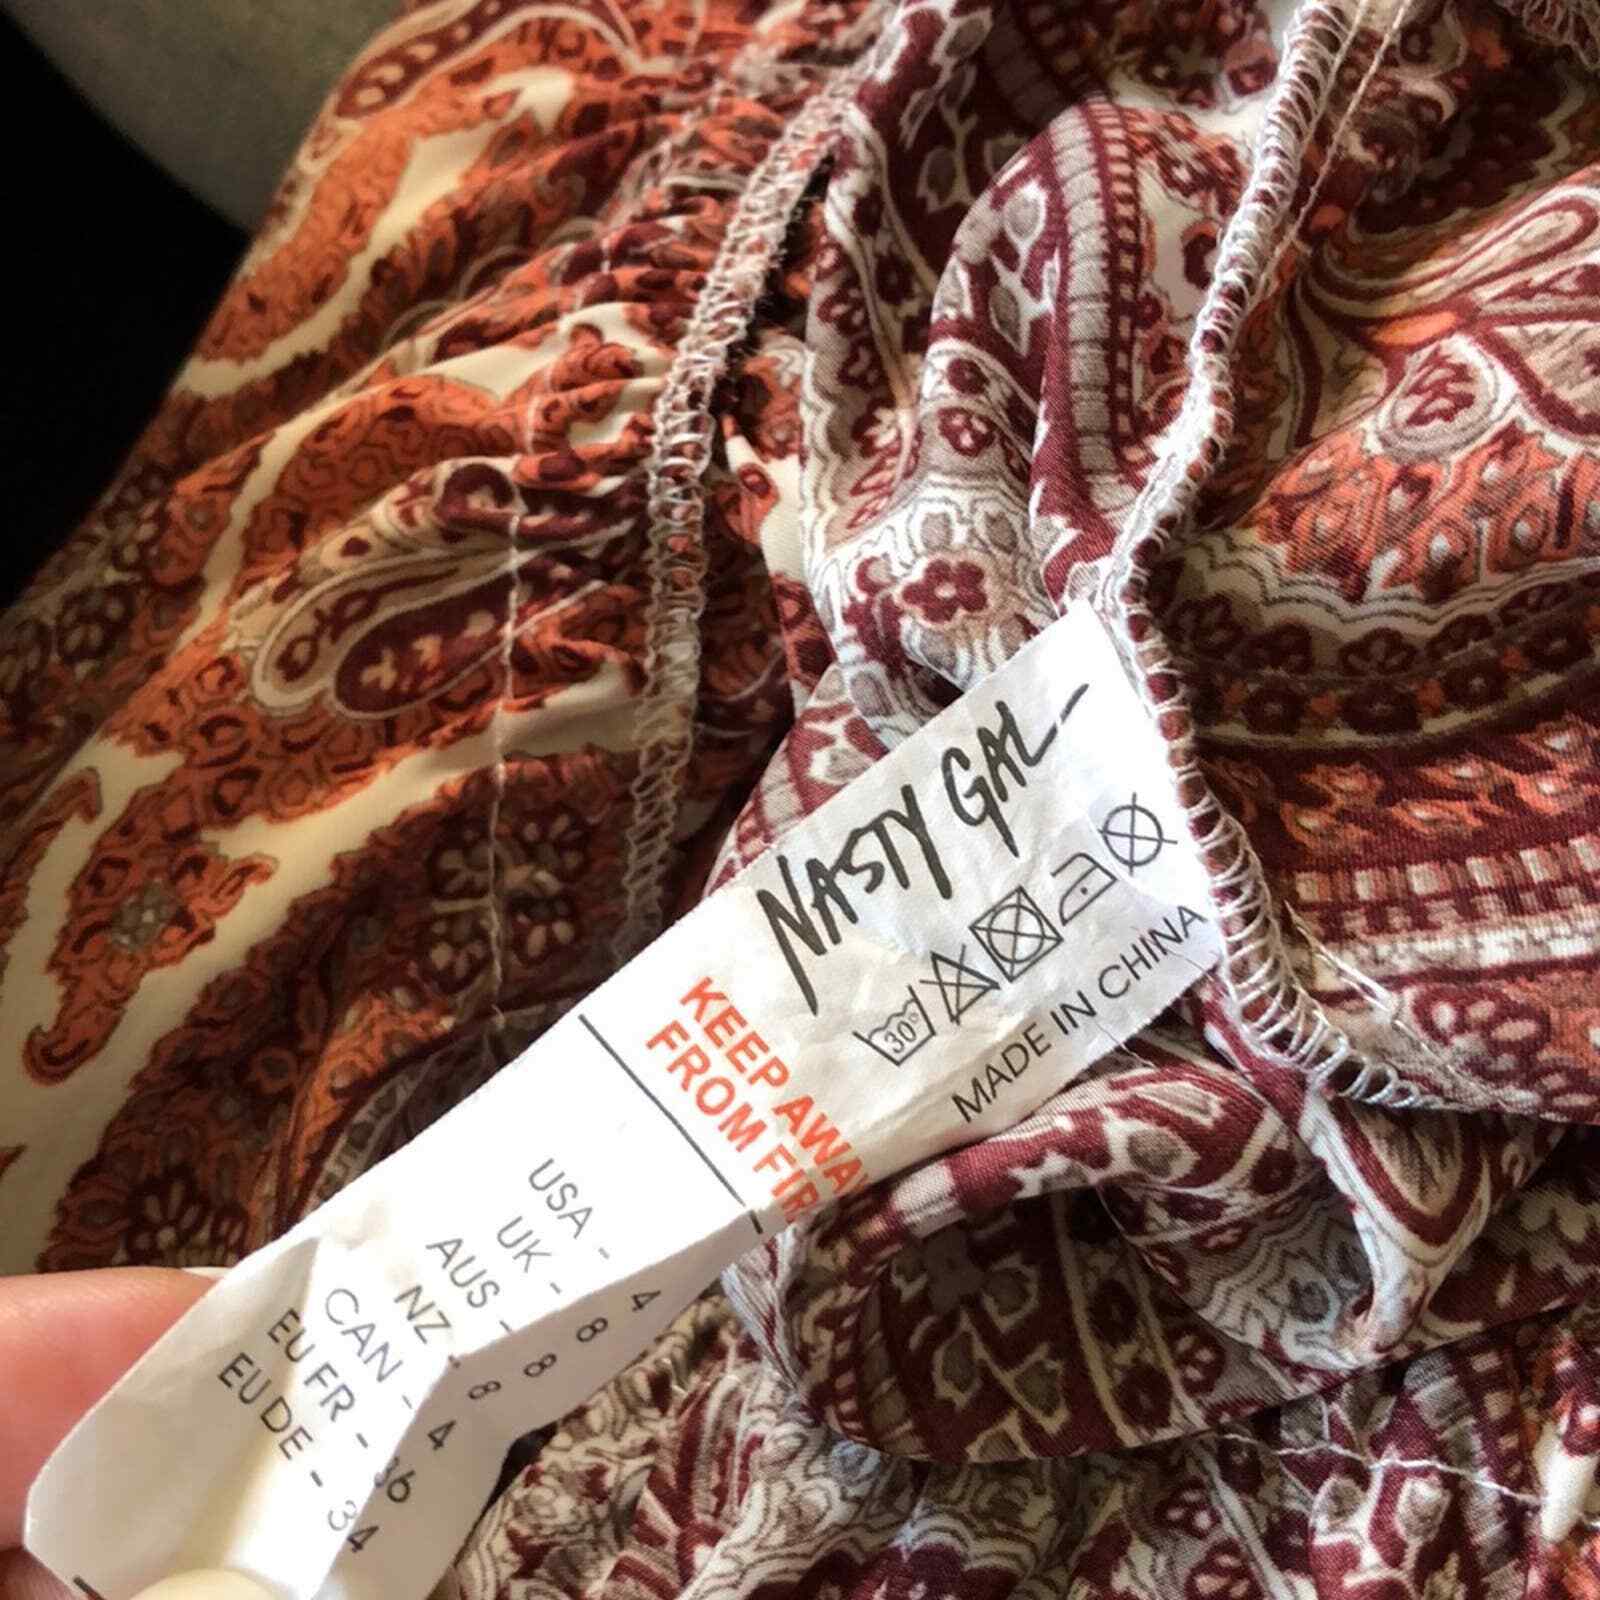 NASTY GAL
30°
MADE IN CHINA
KEEP AWAY
FROM FIR
USA - 4
UK - 8
AUS - 8
NZ - 8
CAN - 4
EU FR - 36
EU DE - 34